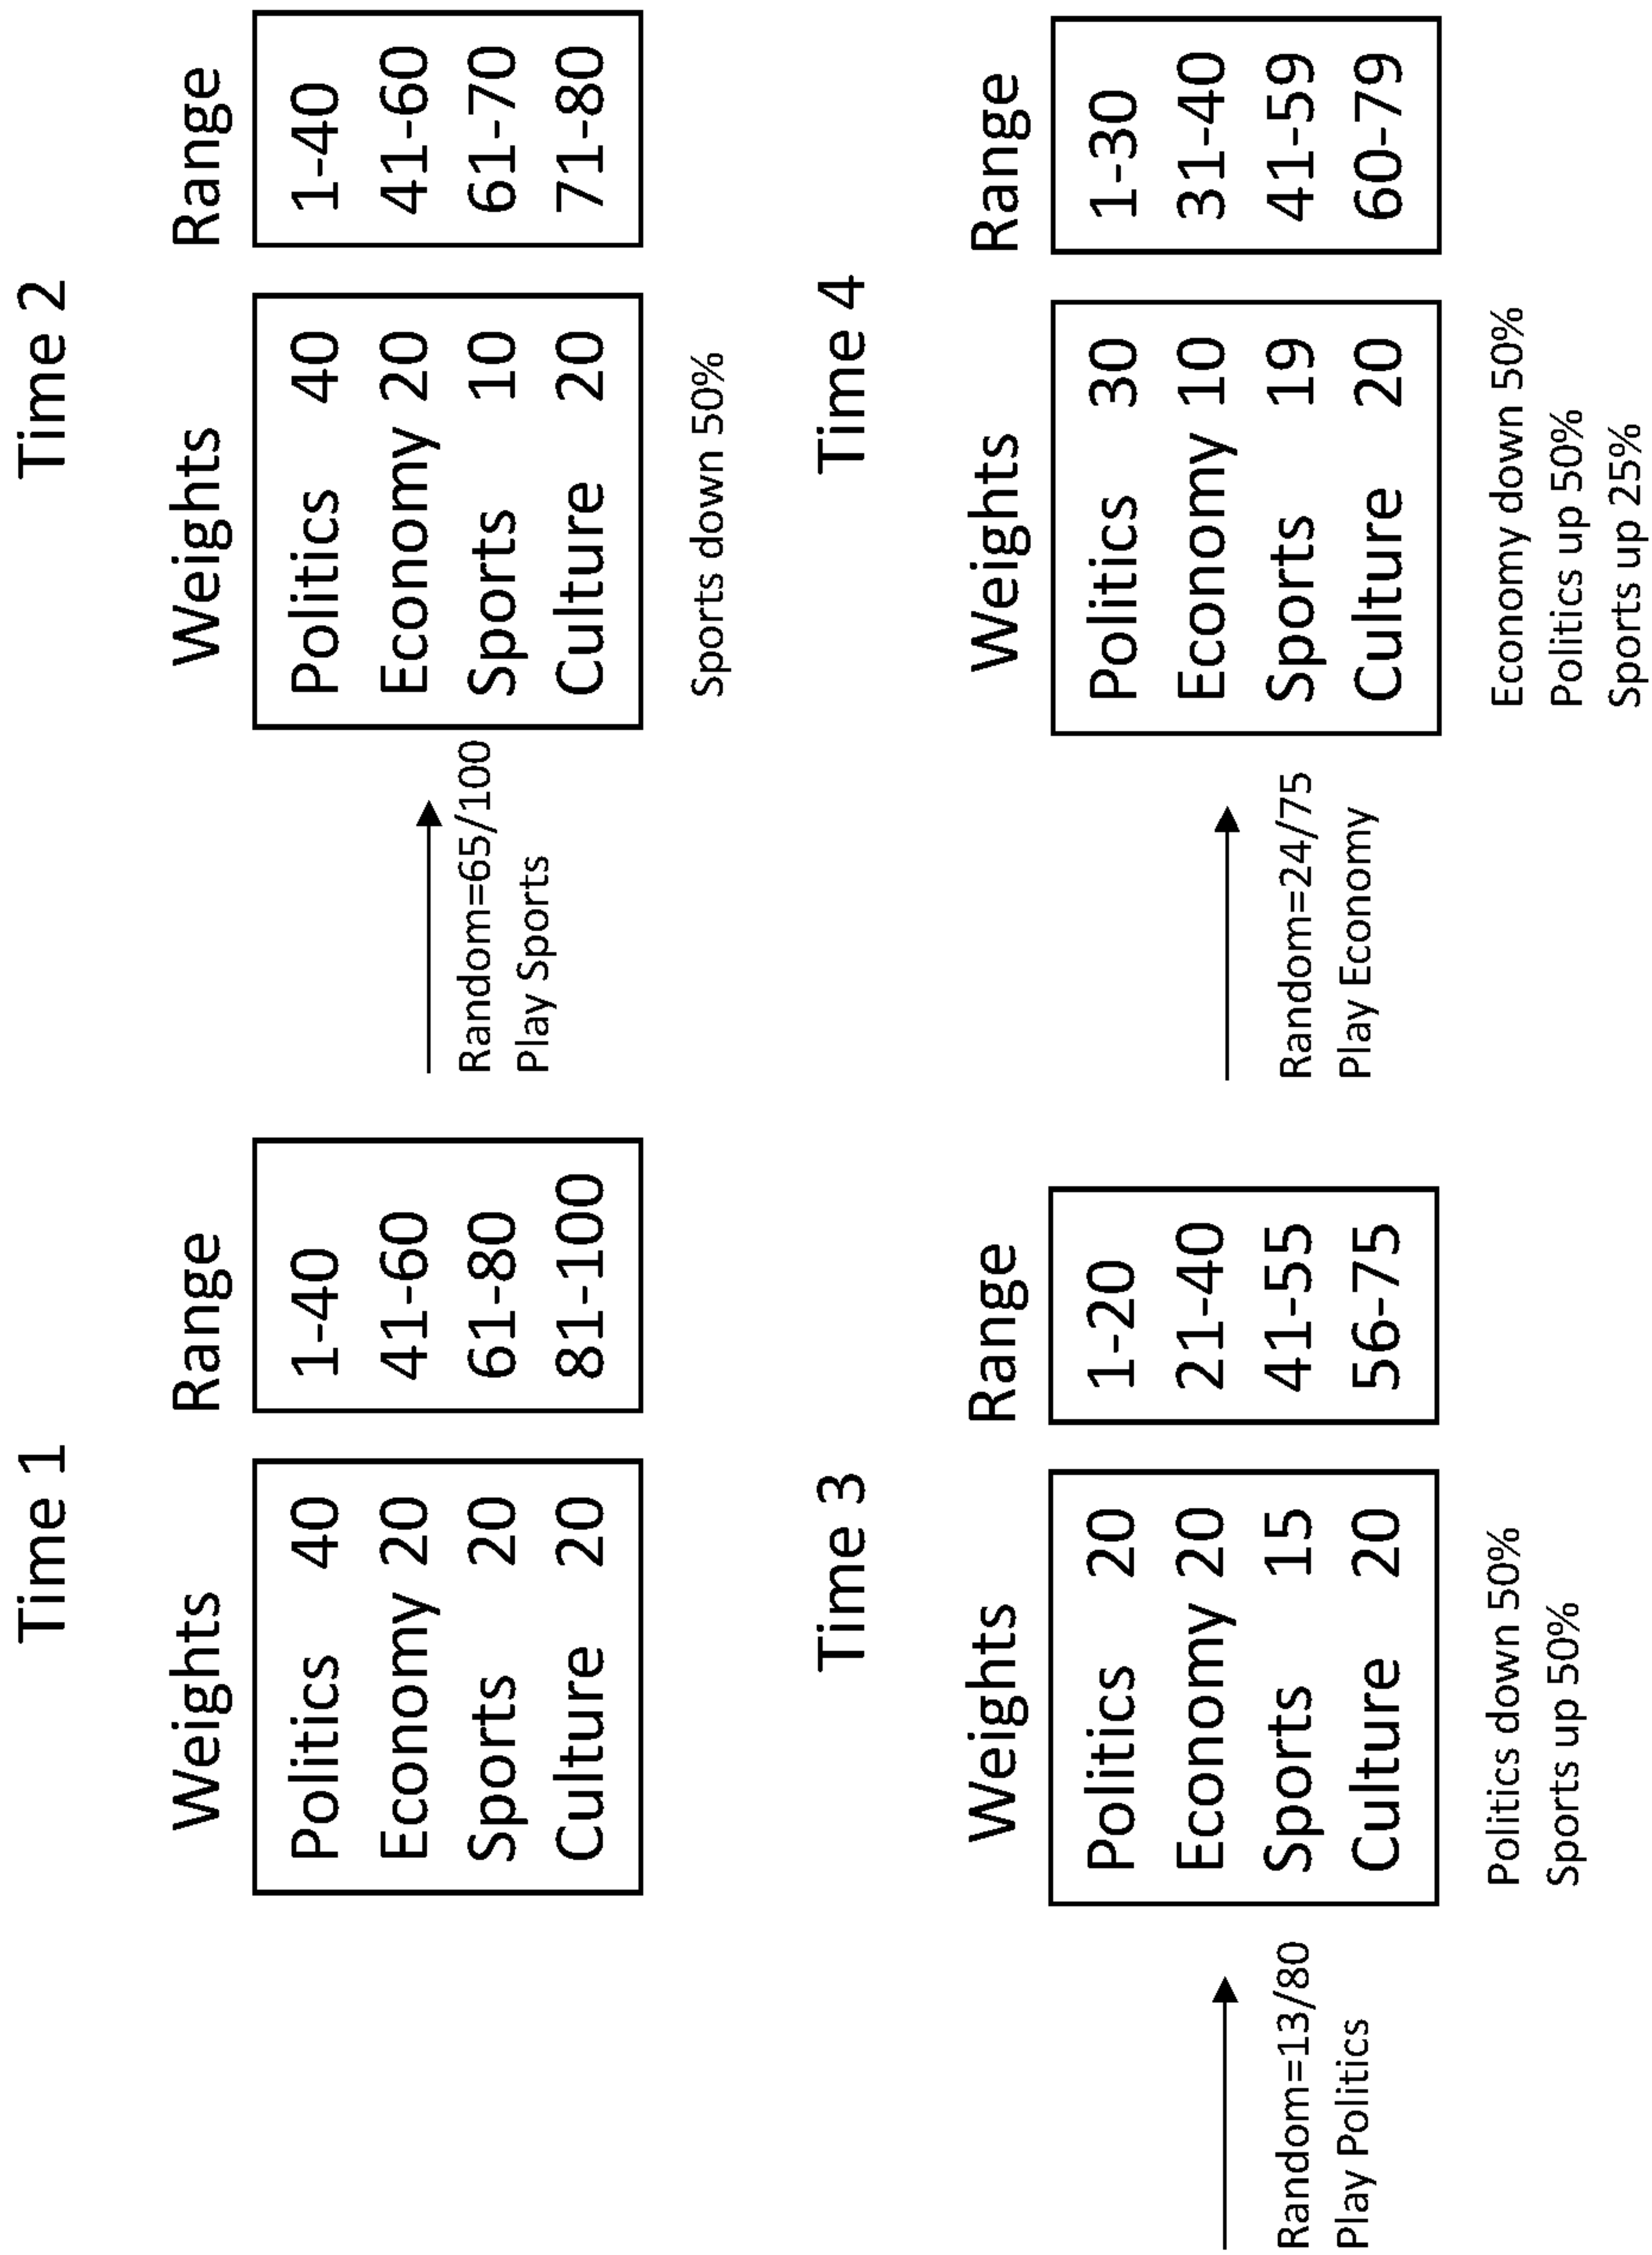 Time 1
Weights Range
Politics 40 1-40
Economy 20 41-60
Sports 20 61-80
Culture 20 81-100
Random=65/100
Play Sports
Time 2
Weights Range
Politics 40 1-40
Economy 20 41-60
Sports 10 61-70
Culture 20 71-80
Sports down 50%
Random=13/80
Play Politics
Time 3
Weights Range
Politics 20 1-20
Economy 20 21-40
Sports 15 41-55
Culture 20 56-75
Politics down 50%
Sports up 50%
Random=24/75
Play Economy
Time 4
Weights Range
Politics 30 1-30
Economy 10 31-40
Sports 19 41-59
Culture 20 60-79
Economy down 50%
Politics up 50%
Sports up 25%